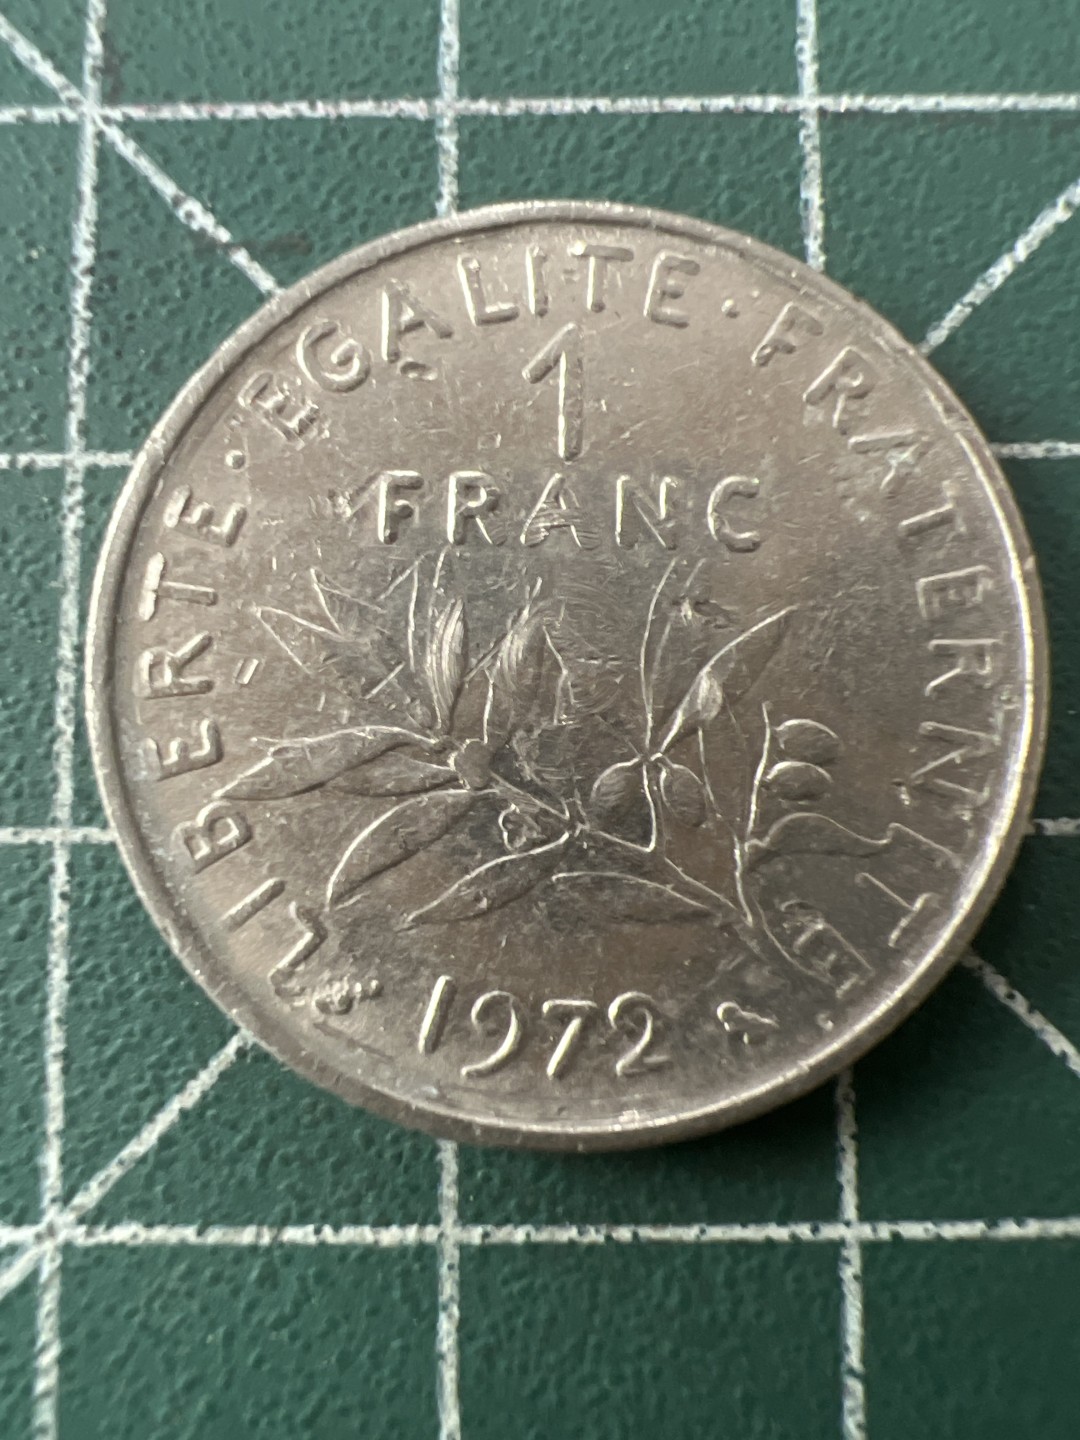 LIBERTE · EGALITE · FRATERNITE
1
FRANC
1972